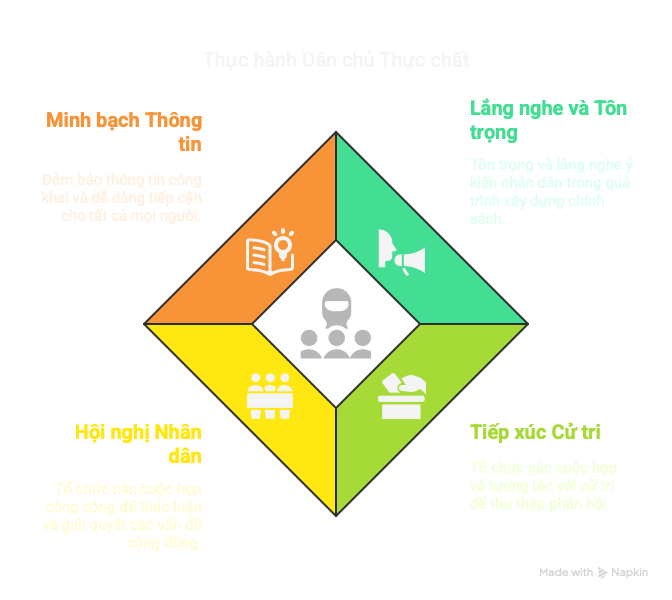 Thực hành Dân chủ Thực chất
Minh bạch Thông
tin
Đảm bảo thông tin công
khai và dễ dàng tiếp cận
cho tất cả mọi người.
Lắng nghe và Tôn
trọng
Tôn trọng và lắng nghe ý
kiến nhân dân trong quá
trình xây dựng chính
sách.
Hội nghị Nhân
dân
Tổ chức các cuộc họp
công cộng để thảo luận
và giải quyết các vấn đề
cộng đồng.
Tiếp xúc Cử tri
Tổ chức các cuộc họp
và tương tác với cử tri
để thu thập phản hồi.
Made with Napkin